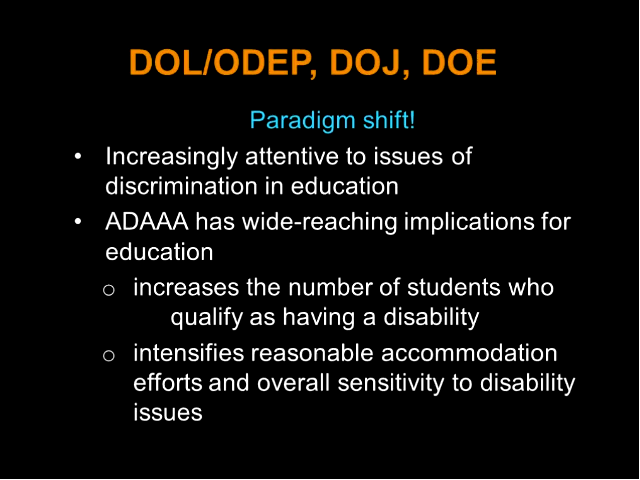 DOL/ODEP, DOJ, DOE
Paradigm shift!
• Increasingly attentive to issues of
discrimination in education
• ADAAA has wide-reaching implications for
education
o increases the number of students who
qualify as having a disability
o intensifies reasonable accommodation
efforts and overall sensitivity to disability
issues